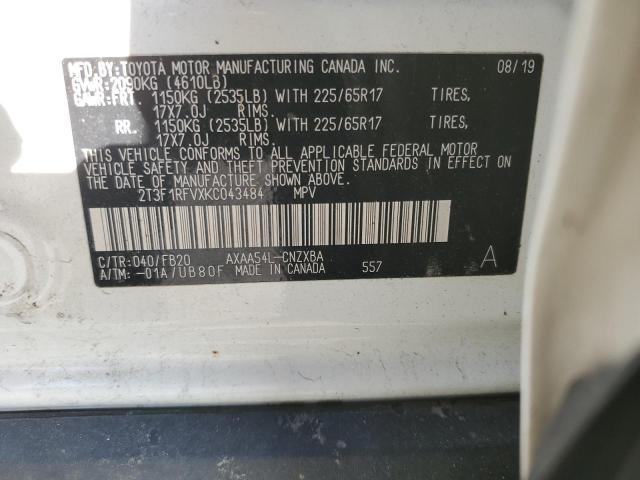 MFD.BY:TOYOTA MOTOR MANUFACTURING CANADA INC. 08/19
GVWR:2090KG (4610LB)
GAWR:FRT. 1150KG (2535LB) WITH 225/65R17 TIRES,
17X7.0J RIMS.
RR. 1150KG (2535LB) WITH 225/65R17 TIRES,
17X7.0J RIMS.
THIS VEHICLE CONFORMS TO ALL APPLICABLE FEDERAL MOTOR
VEHICLE SAFETY AND THEFT PREVENTION STANDARDS IN EFFECT ON
THE DATE OF MANUFACTURE SHOWN ABOVE.
2T3F1RFVXKC043484 MPV
C/TR:040/FB20 AXAA54L-CNZXBA
A/TM:-01A/UB80F MADE IN CANADA 557 A